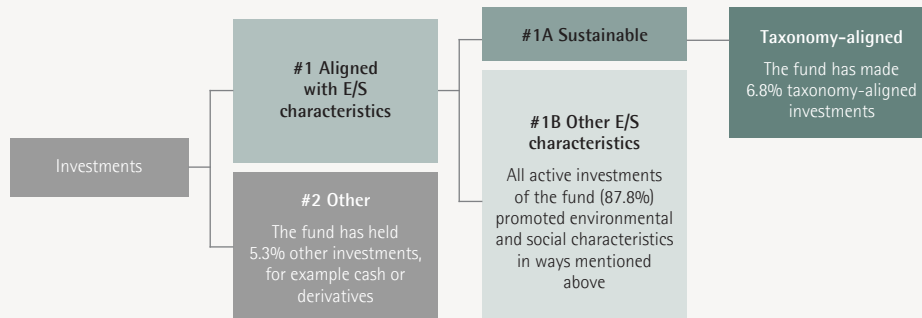 Investments
#1 Aligned
with E/S
characteristics
#2 Other
The fund has held
5.3% other investments,
for example cash or
derivatives
#1A Sustainable
#1B Other E/S
characteristics
All active investments
of the fund (87.8%)
promoted environmental
and social characteristics
in ways mentioned
above
Taxonomy-aligned
The fund has made
6.8% taxonomy-aligned
investments